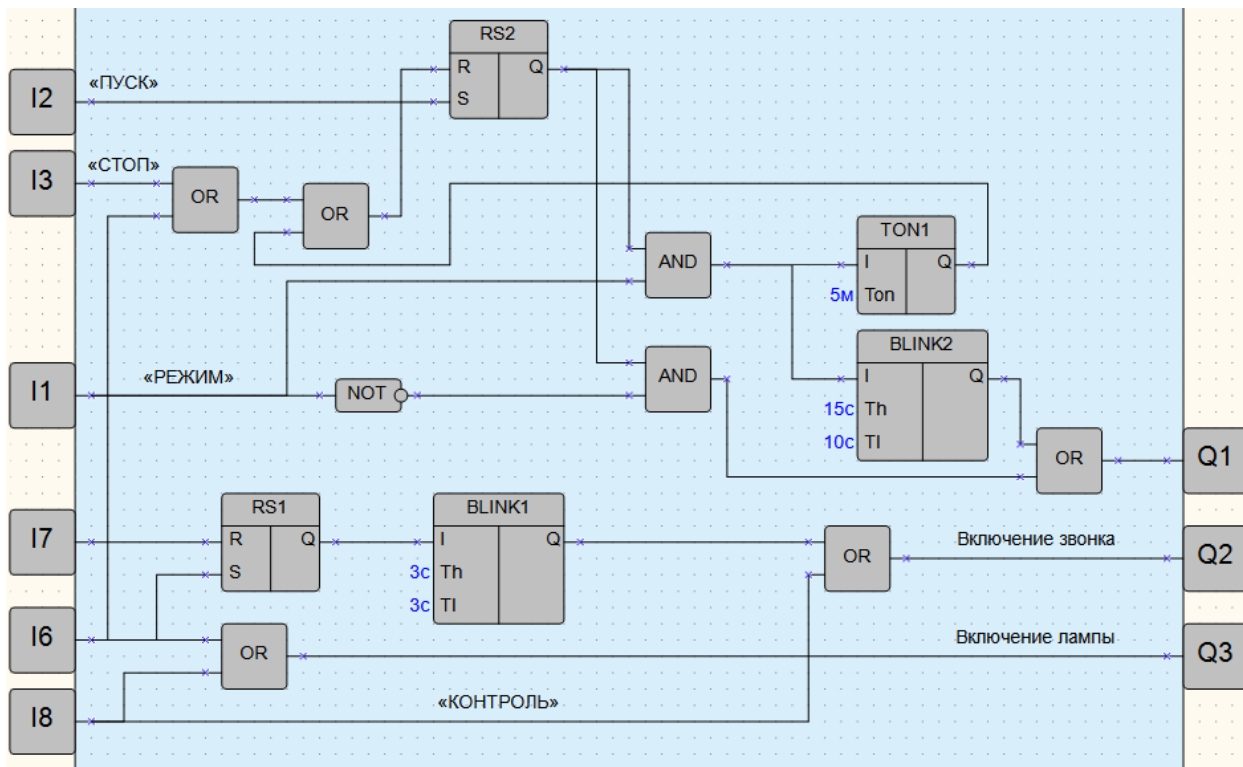 RS2
I2
«ПУСК»
R
Q
S
I3
«СТОП»
OR
OR
TON1
AND
I
Q
5м
Ton
BLINK2
I1
«РЕЖИМ»
NOT
AND
I
Q
15с
Th
10с
Tl
OR
Q1
RS1
BLINK1
I7
R
Q
I
Q
OR
Включение звонка
Q2
S
3с
Th
3с
Tl
I6
OR
Включение лампы
Q3
I8
«КОНТРОЛЬ»